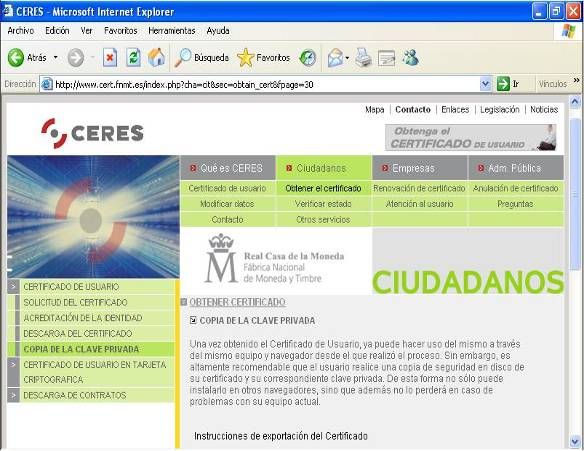 CERES - Microsoft Internet Explorer
Archivo Edición Ver Favoritos Herramientas Ayuda
Atrás Búsqueda Favoritos
Dirección http://www.cert.fnmt.es/index.php?cha=cit&sec=obtain_cert&fpage=30 Ir Vínculos »
Mapa | Contacto | Enlaces | Legislación | Noticias
CERES
Obtenga el
CERTIFICADO DE USUARIO
Qué es CERES Ciudadanos Empresas Adm. Pública
Certificado de usuario Obtener el certificado Renovación de certificado Anulación de certificado
Modificar datos Verificar estado Atención al usuario Preguntas
Contacto Otros servicios
Real Casa de la Moneda
Fábrica Nacional
de Moneda y Timbre
CIUDADANOS
CERTIFICADO DE USUARIO
SOLICITUD DEL CERTIFICADO
ACREDITACIÓN DE LA IDENTIDAD
DESCARGA DEL CERTIFICADO
COPIA DE LA CLAVE PRIVADA
CERTIFICADO DE USUARIO EN TARJETA
CRIPTOGRAFICA
DESCARGA DE CONTRATOS
OBTENER CERTIFICADO
COPIA DE LA CLAVE PRIVADA
Una vez obtenido el Certificado de Usuario, ya puede hacer uso del mismo a través
del mismo equipo y navegador desde el que realizó el proceso. Sin embargo, es
altamente recomendable que el usuario realice una copia de seguridad en disco de
su certificado y su correspondiente clave privada. De esta forma no sólo puede
instalarlo en otros navegadores, sino que además no lo perderá en caso de
problemas con su equipo actual.
Instrucciones de exportación del Certificado